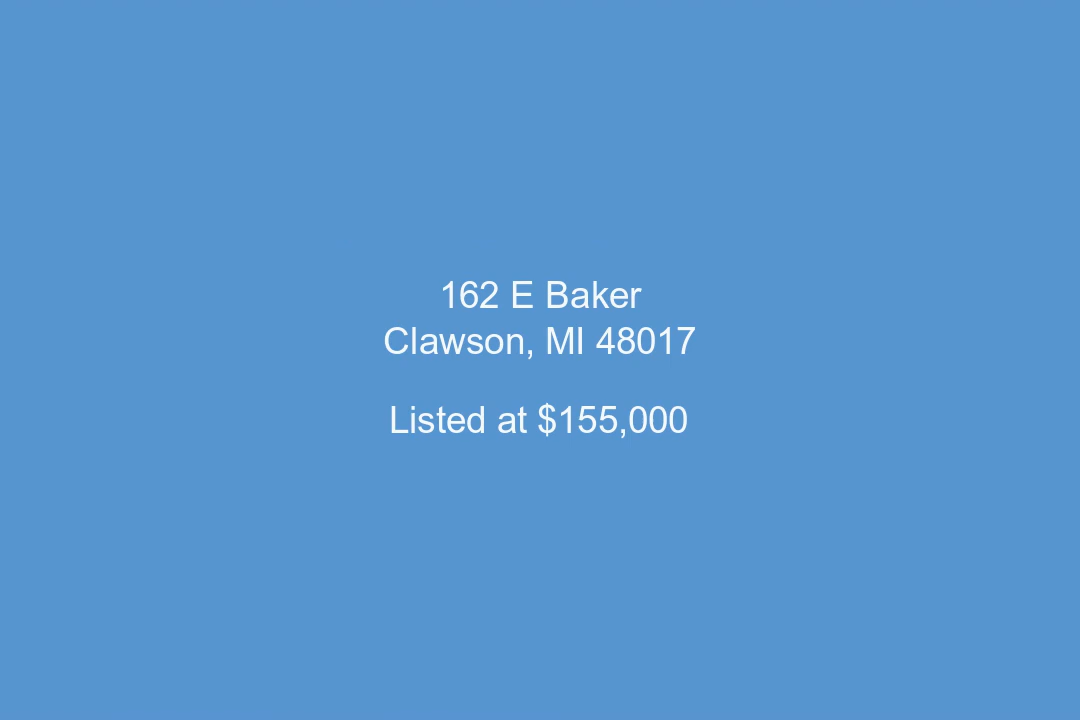 162 E Baker
Clawson, MI 48017
Listed at $155,000